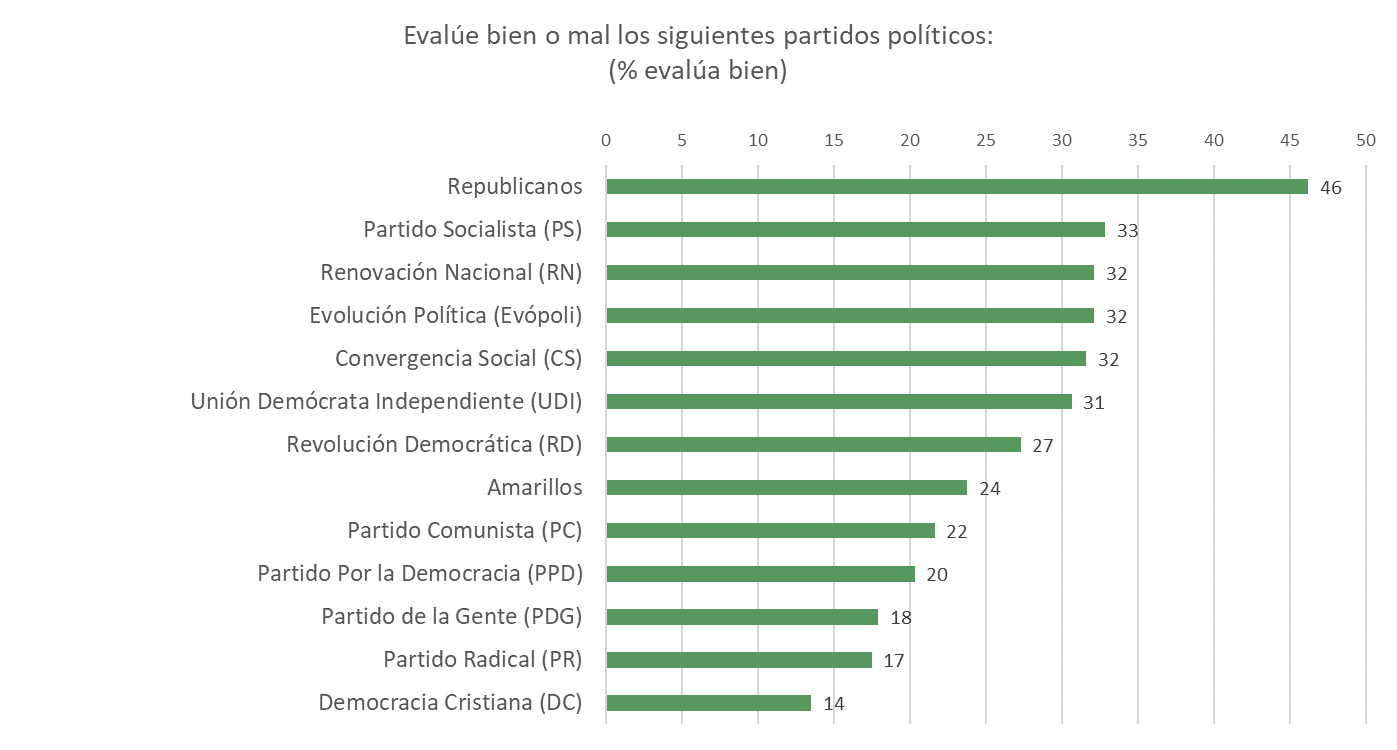 Evalúe bien o mal los siguientes partidos políticos:
(% evalúa bien)
0 5 10 15 20 25 30 35 40 45 50
Republicanos 46
Partido Socialista (PS) 33
Renovación Nacional (RN) 32
Evolución Política (Evópoli) 32
Convergencia Social (CS) 32
Unión Demócrata Independiente (UDI) 31
Revolución Democrática (RD) 27
Amarillos 24
Partido Comunista (PC) 22
Partido Por la Democracia (PPD) 20
Partido de la Gente (PDG) 18
Partido Radical (PR) 17
Democracia Cristiana (DC) 14